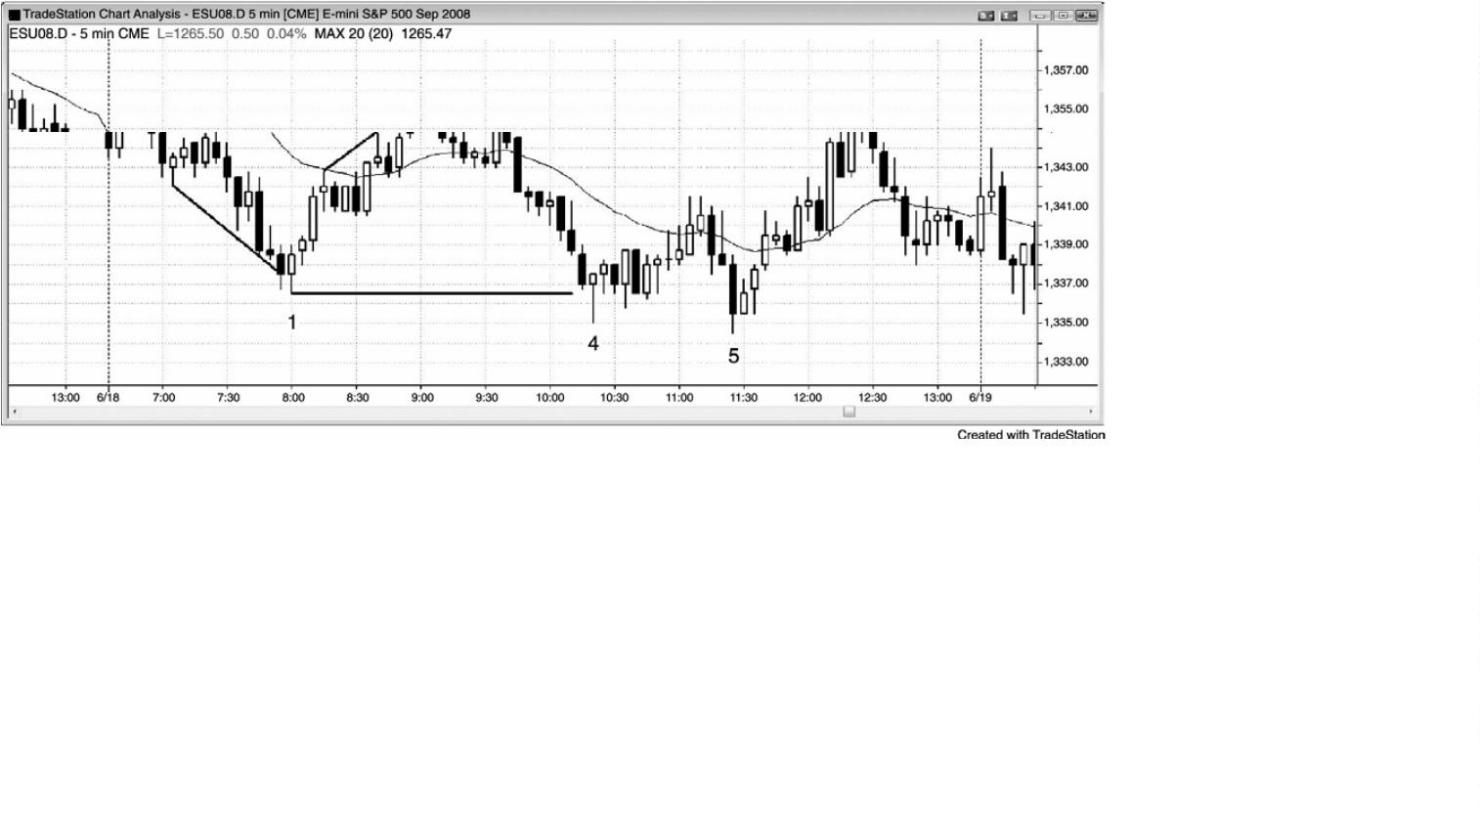 TradeStation Chart Analysis - ESU08.D 5 min [CME] E-mini S&P 500 Sep 2008
ESU08.D - 5 min CME L=1265.50 0.50 0.04% MAX 20 (20) 1265.47
1,357.00
1,355.00
1,343.00
1,341.00
1,339.00
1,337.00
1,335.00
1,333.00
1
4
5
13:00 6/18 7:00 7:30 8:00 8:30 9:00 9:30 10:00 10:30 11:00 11:30 12:00 12:30 13:00 6/19
Created with TradeStation